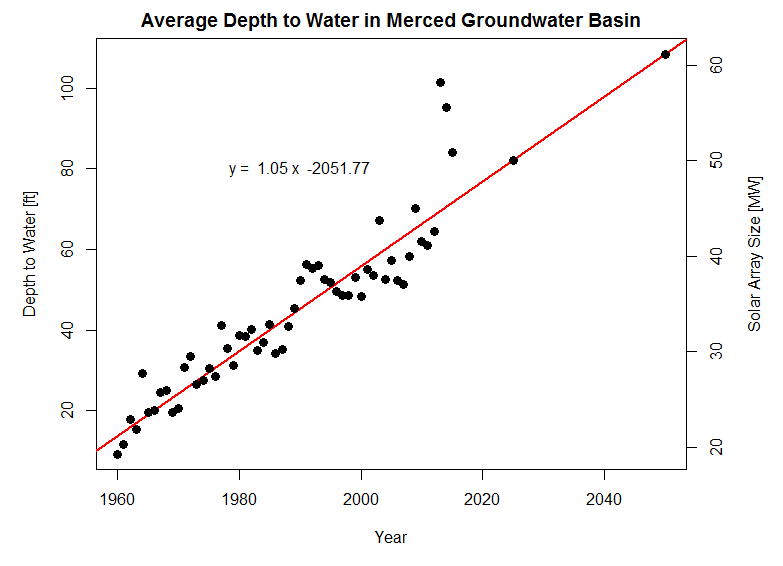 Average Depth to Water in Merced Groundwater Basin
y = 1.05 x -2051.77
Depth to Water [ft]
100
80
60
40
20
60
50
40
30
20
Solar Array Size [MW]
1960 1980 2000 2020 2040
Year